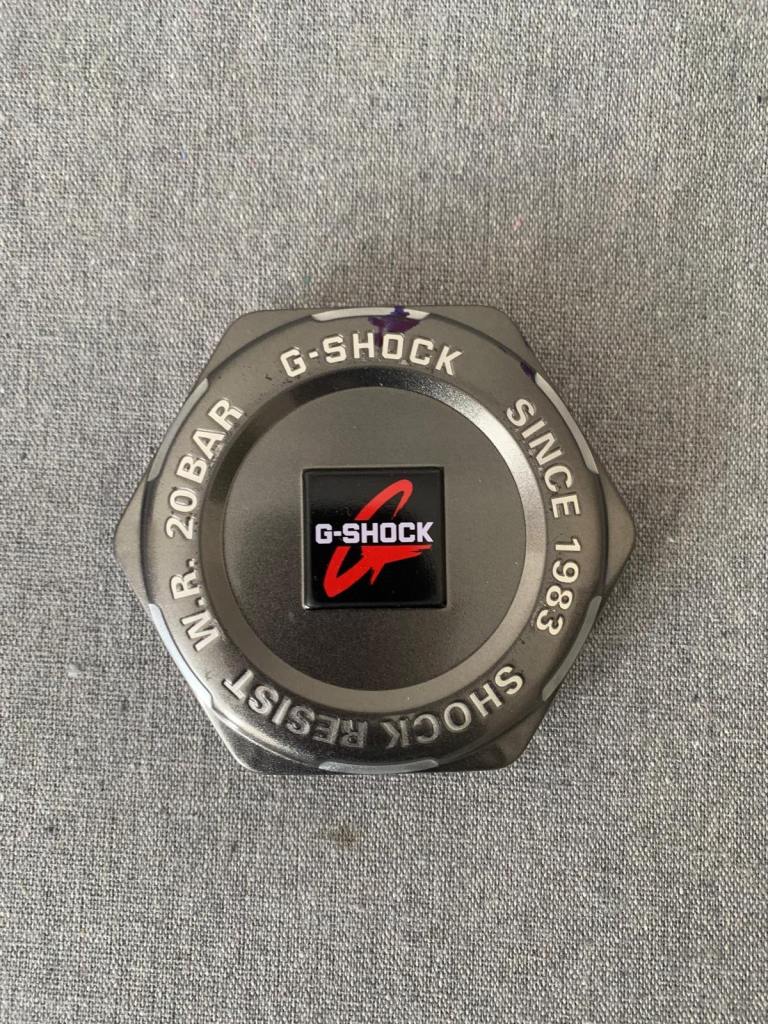 G-SHOCK
SINCE 1983
SHOCK RESIST
W.R. 20BAR
G-SHOCK